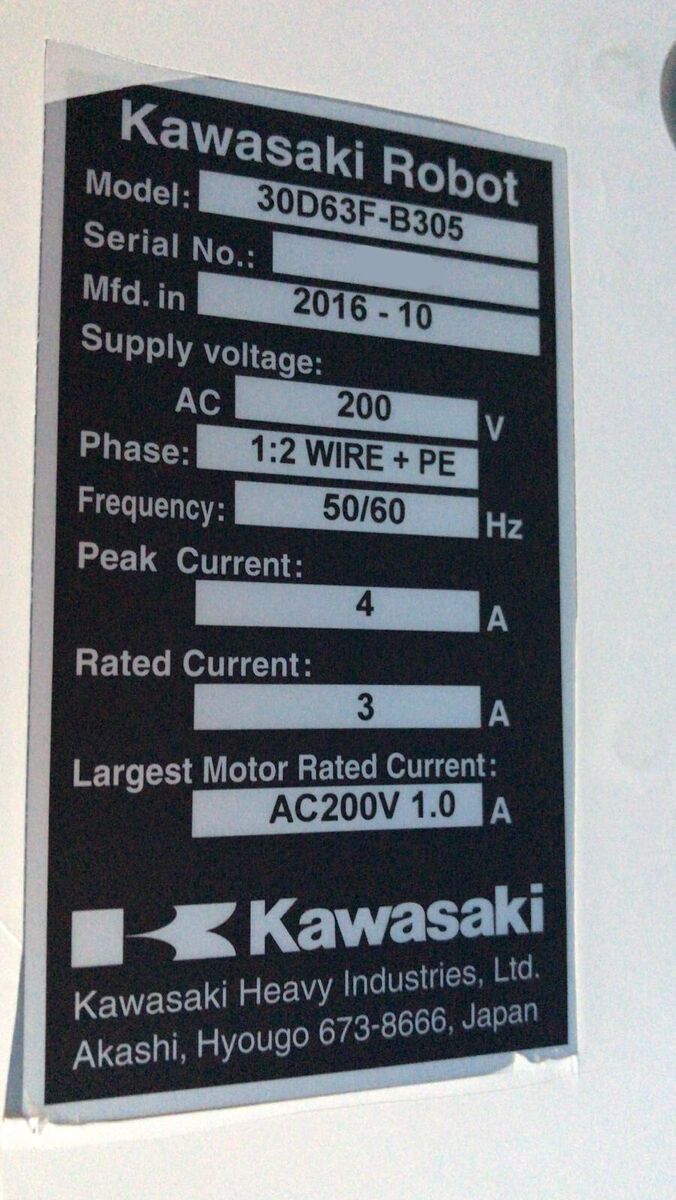 Kawasaki Robot
Model: 30D63F-B305
Serial No.:
Mfd. in 2016 - 10
Supply voltage:
AC 200 V
Phase: 1:2 WIRE + PE
Frequency: 50/60 Hz
Peak Current:
4 A
Rated Current:
3 A
Largest Motor Rated Current:
AC200V 1.0 A
Kawasaki
Kawasaki Heavy Industries, Ltd.
Akashi, Hyougo 673-8666, Japan